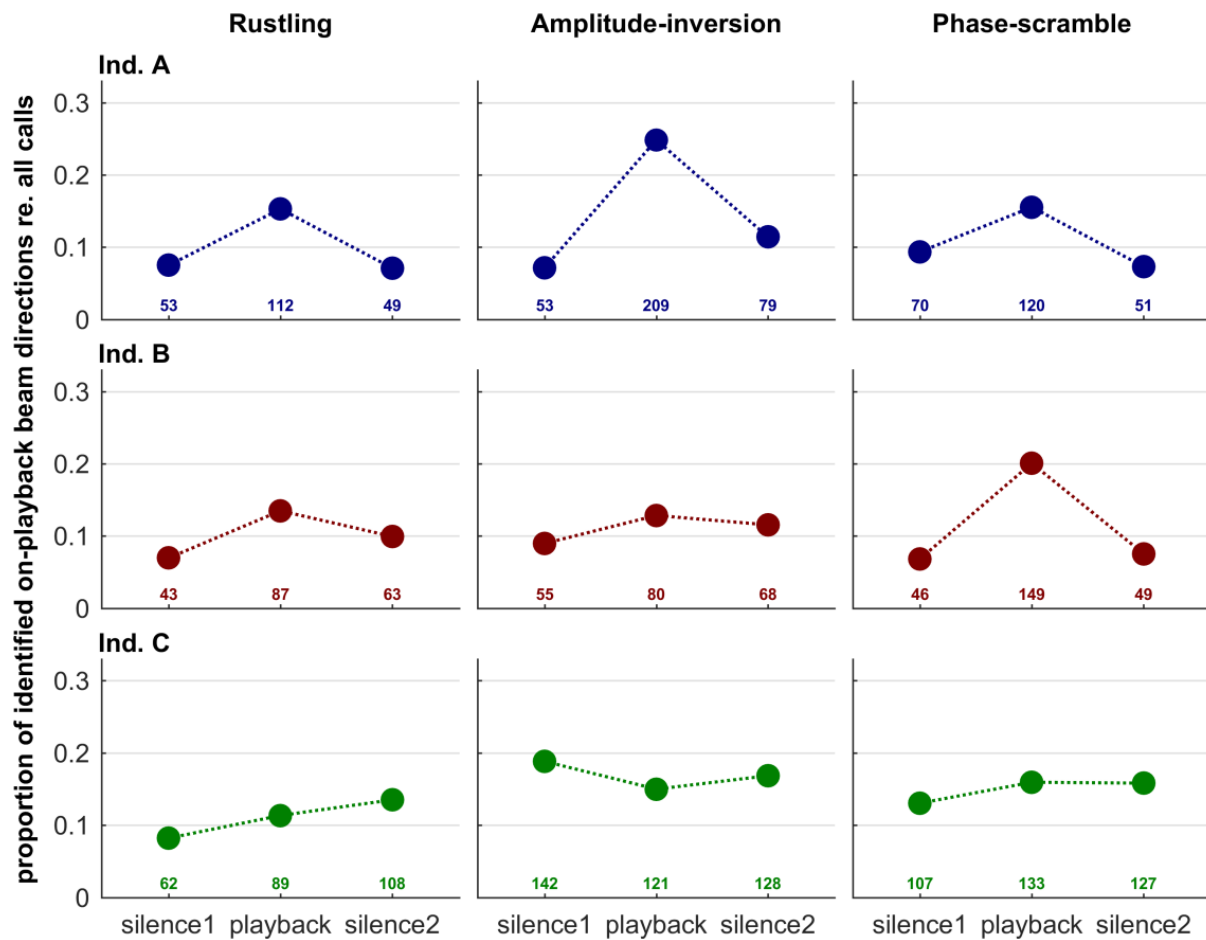 Rustling Amplitude-inversion Phase-scramble
proportion of identified on-playback beam directions re. all calls
Ind. A
0.3
0.2
0.1
53 112 49 53 209 79 70 120 51
0
Ind. B
0.3
0.2
0.1
43 87 63 55 80 68 46 149 49
0
Ind. C
0.3
0.2
0.1
62 89 108 142 121 128 107 133 127
0
silence1 playback silence2 silence1 playback silence2 silence1 playback silence2